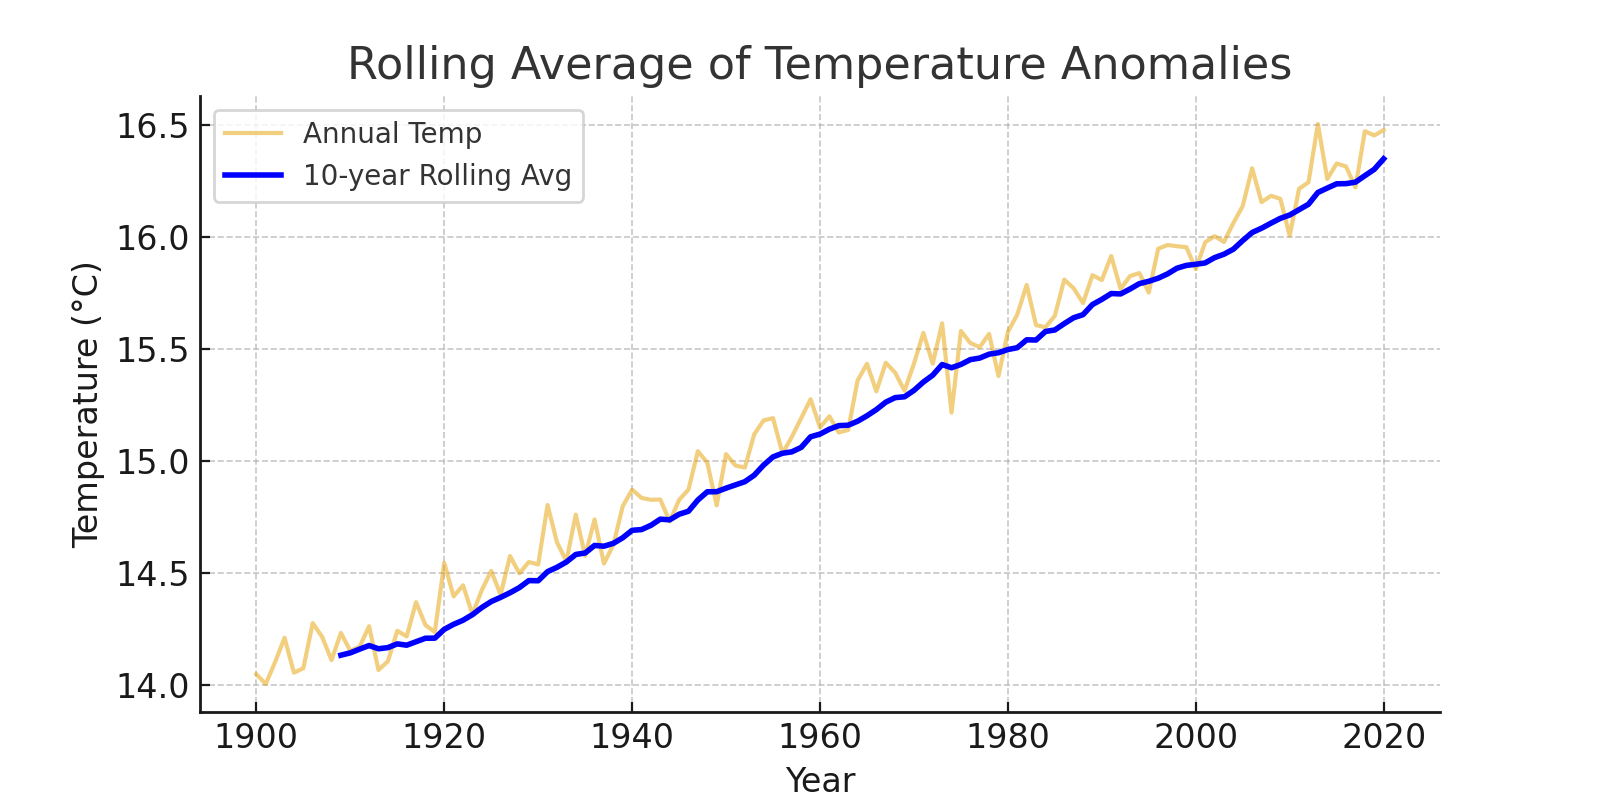 Rolling Average of Temperature Anomalies
Annual Temp
10-year Rolling Avg
Temperature (°C)
16.5
16.0
15.5
15.0
14.5
14.0
1900 1920 1940 1960 1980 2000 2020
Year